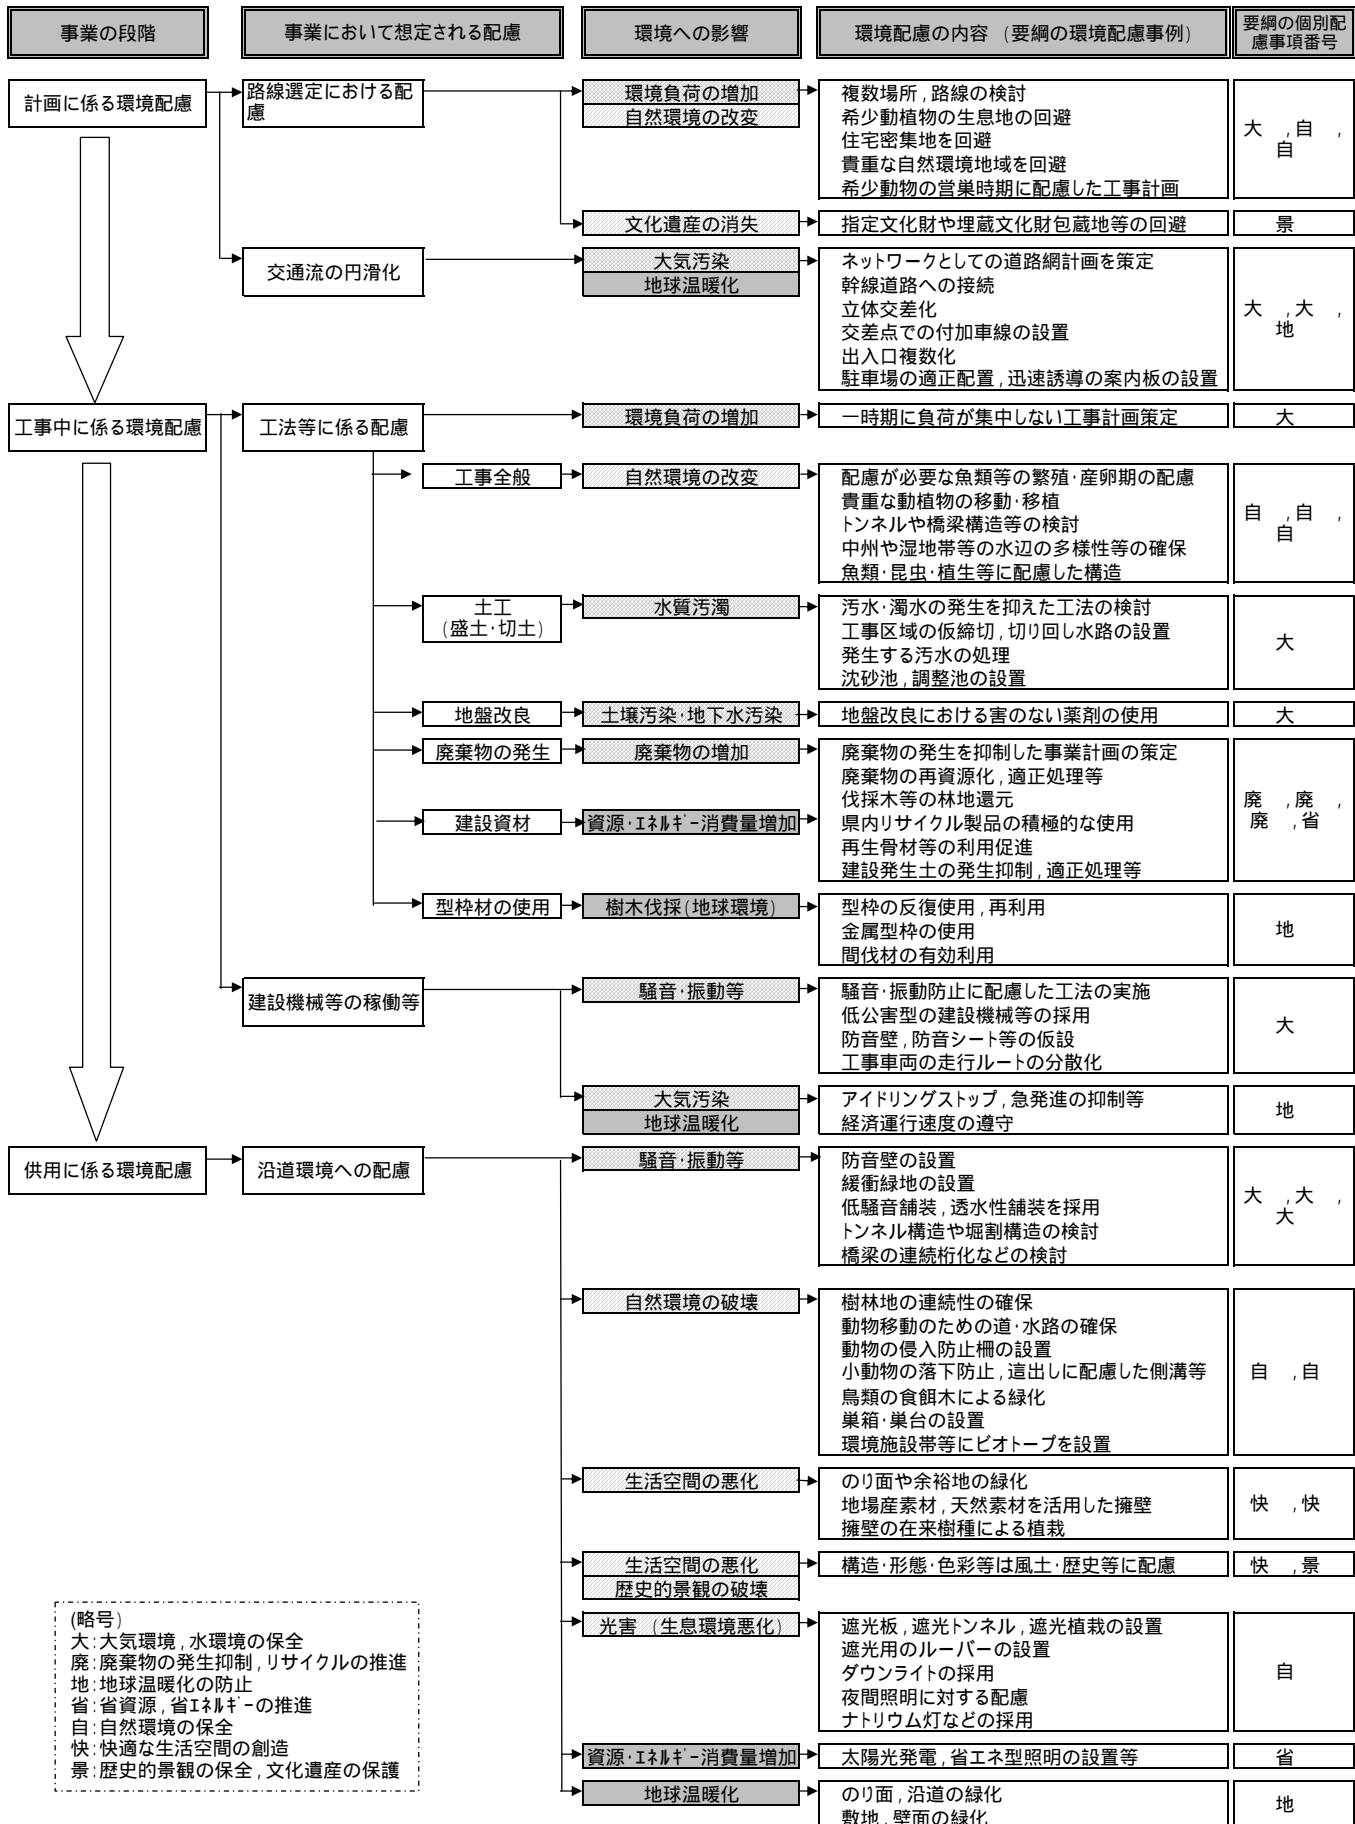 事業の段階
事業において想定される配慮
環境への影響
環境配慮の内容 (要綱の環境配慮事例)
要綱の個別配
慮事項番号
計画に係る環境配慮
路線選定における配
慮
環境負荷の増加
自然環境の改変
複数場所,路線の検討
希少動植物の生息地の回避
住宅密集地を回避
貴重な自然環境地域を回避
希少動物の営巣時期に配慮した工事計画
大 ,自 ,
自
文化遺産の消失
指定文化財や埋蔵文化財包蔵地等の回避
景
交通流の円滑化
大気汚染
地球温暖化
ネットワークとしての道路網計画を策定
幹線道路への接続
立体交差化
交差点での付加車線の設置
出入口複数化
駐車場の適正配置,迅速誘導の案内板の設置
大 ,大 ,
地
工事中に係る環境配慮
工法等に係る配慮
環境負荷の増加
一時期に負荷が集中しない工事計画策定
大
工事全般
自然環境の改変
配慮が必要な魚類等の繁殖・産卵期の配慮
貴重な動植物の移動・移植
トンネルや橋梁構造等の検討
中州や湿地帯等の水辺の多様性等の確保
魚類・昆虫・植生等に配慮した構造
自 ,自 ,
自
土工
(盛土・切土)
水質汚濁
汚水・濁水の発生を抑えた工法の検討
工事区域の仮締切,切り回し水路の設置
発生する汚水の処理
沈砂池,調整池の設置
大
地盤改良
土壌汚染・地下水汚染
地盤改良における害のない薬剤の使用
大
廃棄物の発生
廃棄物の増加
廃棄物の発生を抑制した事業計画の策定
廃棄物の再資源化,適正処理等
伐採木等の林地還元
県内リサイクル製品の積極的な使用
再生骨材等の利用促進
建設発生土の発生抑制,適正処理等
廃 ,廃 ,
廃 ,省
建設資材
資源・エネルギー消費量増加
型枠材の使用
樹木伐採(地球環境)
型枠の反復使用,再利用
金属型枠の使用
間伐材の有効利用
地
建設機械等の稼働等
騒音・振動等
騒音・振動防止に配慮した工法の実施
低公害型の建設機械等の採用
防音壁,防音シート等の仮設
工事車両の走行ルートの分散化
大
大気汚染
地球温暖化
アイドリングストップ,急発進の抑制等
経済運行速度の遵守
地
供用に係る環境配慮
沿道環境への配慮
騒音・振動等
防音壁の設置
緩衝緑地の設置
低騒音舗装,透水性舗装を採用
トンネル構造や堀割構造の検討
橋梁の連続桁化などの検討
大 ,大 ,
大
自然環境の破壊
樹林地の連続性の確保
動物移動のための道・水路の確保
動物の侵入防止柵の設置
小動物の落下防止,這出しに配慮した側溝等
鳥類の食餌木による緑化
巣箱・巣台の設置
環境施設帯等にビオトープを設置
自 ,自
生活空間の悪化
のり面や余裕地の緑化
地場産素材,天然素材を活用した擁壁
擁壁の在来樹種による植栽
快 ,快
生活空間の悪化
歴史的景観の破壊
構造・形態・色彩等は風土・歴史等に配慮
快 ,景
光害 (生息環境悪化)
遮光板,遮光トンネル,遮光植栽の設置
遮光用のルーバーの設置
ダウンライトの採用
夜間照明に対する配慮
ナトリウム灯などの採用
自
資源・エネルギー消費量増加
太陽光発電,省エネ型照明の設置等
省
地球温暖化
のり面,沿道の緑化
敷地,壁面の緑化
地
(略号)
大:大気環境,水環境の保全
廃:廃棄物の発生抑制,リサイクルの推進
地:地球温暖化の防止
省:省資源,省エネルギーの推進
自:自然環境の保全
快:快適な生活空間の創造
景:歴史的景観の保全,文化遺産の保護